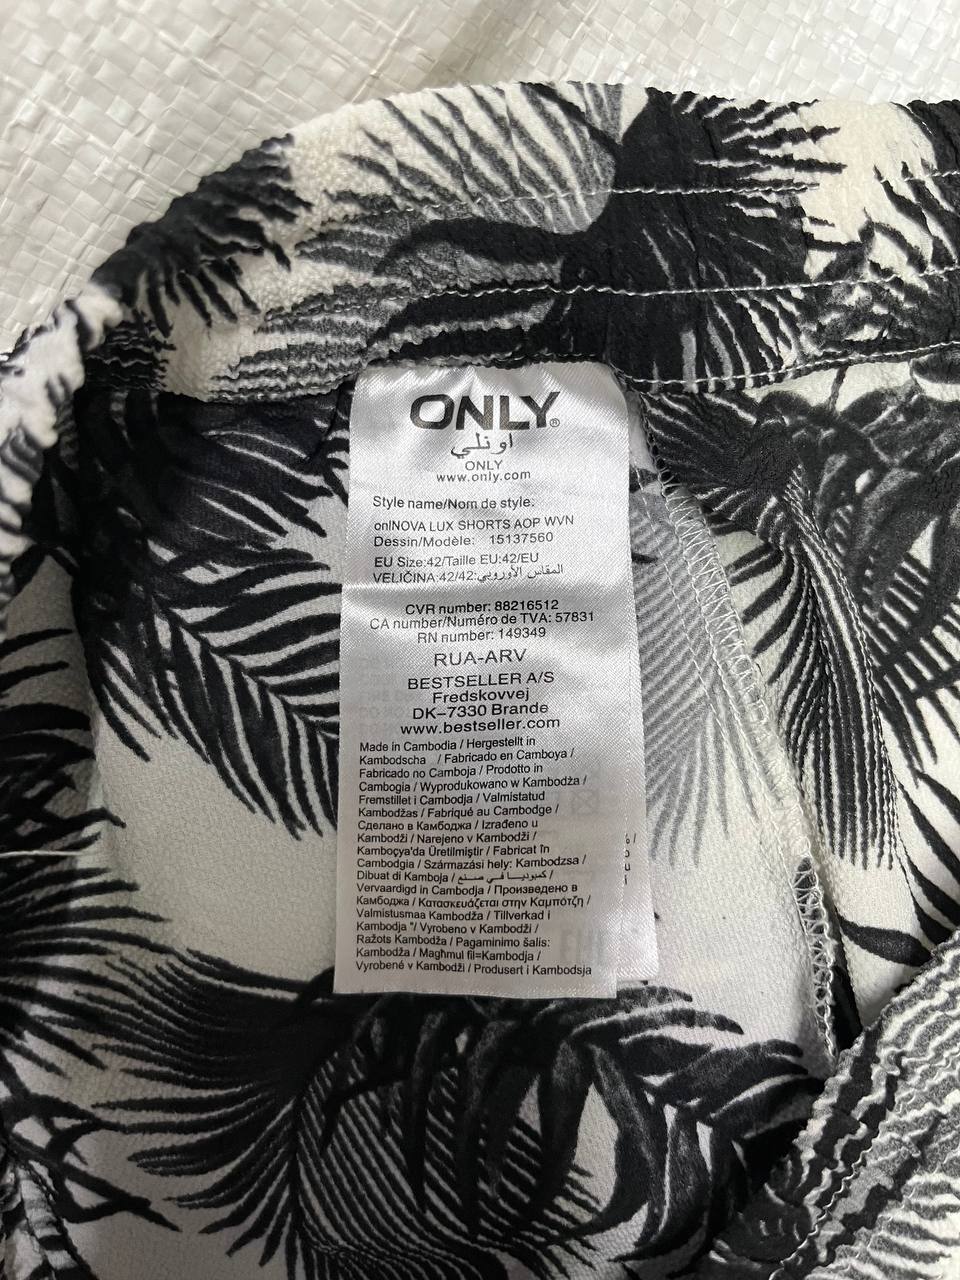 ONLY®
اونلي
ONLY
www.only.com
Style name/Nom de style:
onlNOVA LUX SHORTS AOP WVN
Dessin/Modèle: 15137560
EU Size:42/Taille EU:42/EU
VELIČINA:42/42:المقاس الأوروبي
CVR number: 88216512
CA number/Numéro de TVA: 57831
RN number: 149349
RUA-ARV
BESTSELLER A/S
Fredskovvej
DK–7330 Brande
www.bestseller.com
Made in Cambodia / Hergestellt in
Kambodscha / Fabricado en Camboya /
Fabricado no Camboja / Prodotto in
Cambogia / Wyprodukowano w Kambodża /
Fremstillet i Cambodja / Valmistatud
Kambodžas / Fabriqué au Cambodge /
Сделано в Камбоджа / Izrađeno u
Kambodži / Narejeno v Kambodži /
Kamboçya'da Üretilmiştir / Fabricat în
Cambodgia / Származási hely: Kambodzsa /
Dibuat di Kamboja / كمبوديا في صنع /
Vervaardigd in Cambodja / Произведено в
Камбоджа / Κατασκευάζεται στην Καμπότζη /
Valmistusmaa Kambodža / Tillverkad i
Kambodja "/ Vyrobeno v Kambodži /
Ražots Kambodža / Pagaminimo šalis:
Kambodža / Magħmul fil=Kambodja /
Vyrobené v Kambodži / Produsert i Kambodsja